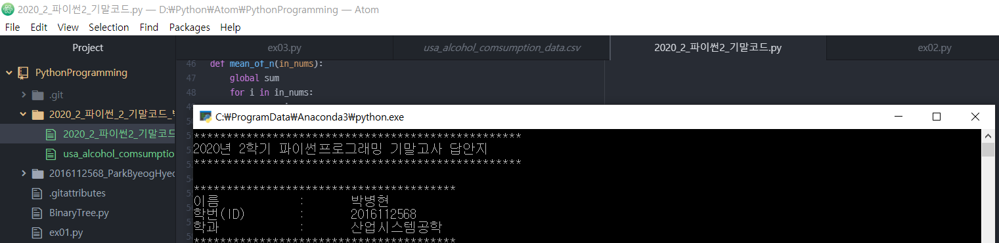 2020_2_파이썬2_기말코드.py — D:₩Python₩Atom₩PythonProgramming — Atom
File Edit View Selection Find Packages Help
Project
ex03.py
usa_alcohol_comsumption_data.csv
2020_2_파이썬2_기말코드.py
ex02.py
PythonProgramming
.git
2020_2_파이썬_2_기말코드_
2020_2_파이썬2_기말코드
usa_alcohol_comsumptio
2016112568_ParkByeogHyeo
.gitattributes
BinaryTree.py
ex01.py
46 def mean_of_n(in_nums):
47 global sum
48 for i in in_nums:
C:₩ProgramData₩Anaconda3₩python.exe
**************************************************
2020년 2학기 파이썬프로그래밍 기말고사 답안지
**************************************************
****************************************
이름 : 박병현
학번(ID) : 2016112568
학과 : 산업시스템공학
****************************************